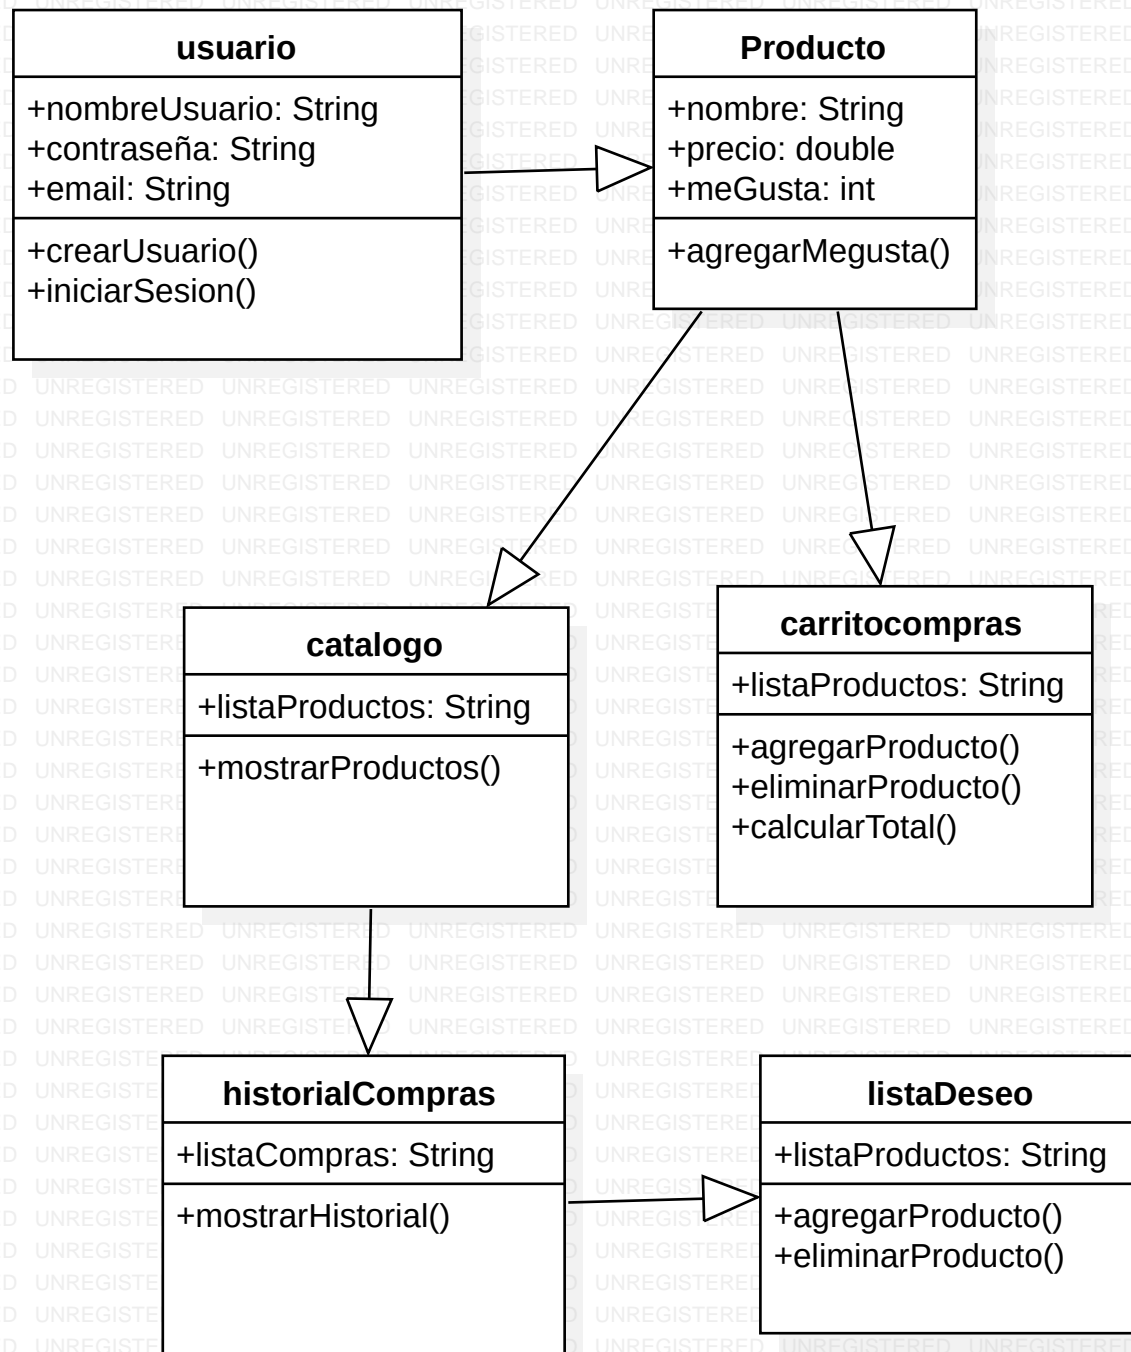 usuario
+nombreUsuario: String
+contraseña: String
+email: String
+crearUsuario()
+iniciarSesion()
Producto
+nombre: String
+precio: double
+meGusta: int
+agregarMegusta()
catalogo
+listaProductos: String
+mostrarProductos()
carritocompras
+listaProductos: String
+agregarProducto()
+eliminarProducto()
+calcularTotal()
historialCompras
+listaCompras: String
+mostrarHistorial()
listaDeseo
+listaProductos: String
+agregarProducto()
+eliminarProducto()
UNREGISTERED